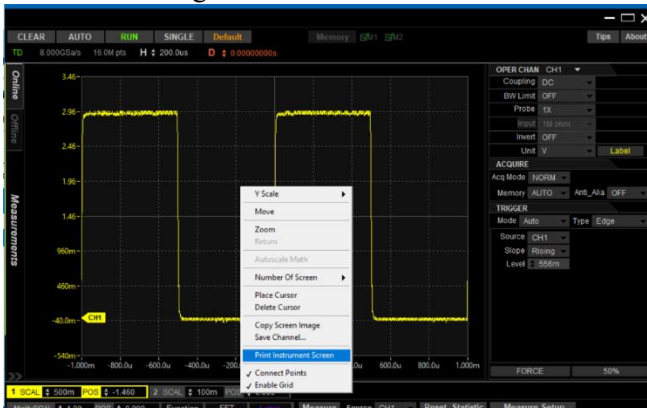 CLEAR AUTO RUN SINGLE Default Memory M1 M2 Tips About
TD 8.000GSa/s 16.0M pts H 200.0us D 0.00000000s
Online
Offline
Measurements
3.46
2.96
2.46
1.96
1.46
960m
460m
-40.0m CH1
-540m
-1.000m -800.0u -600.0u -400.0u 600.0u 800.0u 1.000m
Y Scale
Move
Zoom
Return
Autoscale Math
Number Of Screen
Place Cursor
Delete Cursor
Copy Screen Image
Save Channel...
Print Instrument Screen
Connect Points
Enable Grid
OPER CHAN CH1
Coupling DC
BW Limit OFF
Probe 1X
Input 1M ohm
Invert OFF
Unit V Label
ACQUIRE
Acq Mode NORM
Memory AUTO Anti_Alia OFF
TRIGGER
Mode Auto Type Edge
Source CH1
Slope Rising
Level 556m
FORCE 50%
>>
1 SCAL 500m POS -1.460 2 SCAL 100m POS
Function FFT Measure Source CH1 Reset Statistic Measure Setup